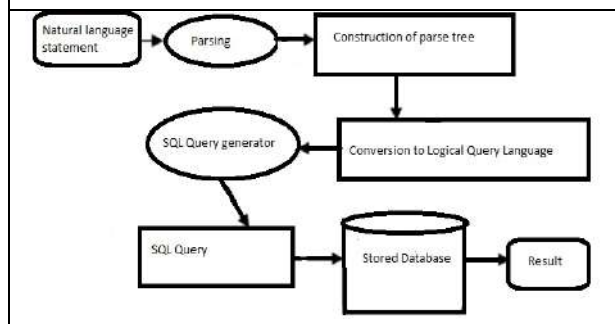 Natural language
statement
Parsing
Construction of parse tree
SQL Query generator
Conversion to Logical Query Language
SQL Query
Stored Database
Result